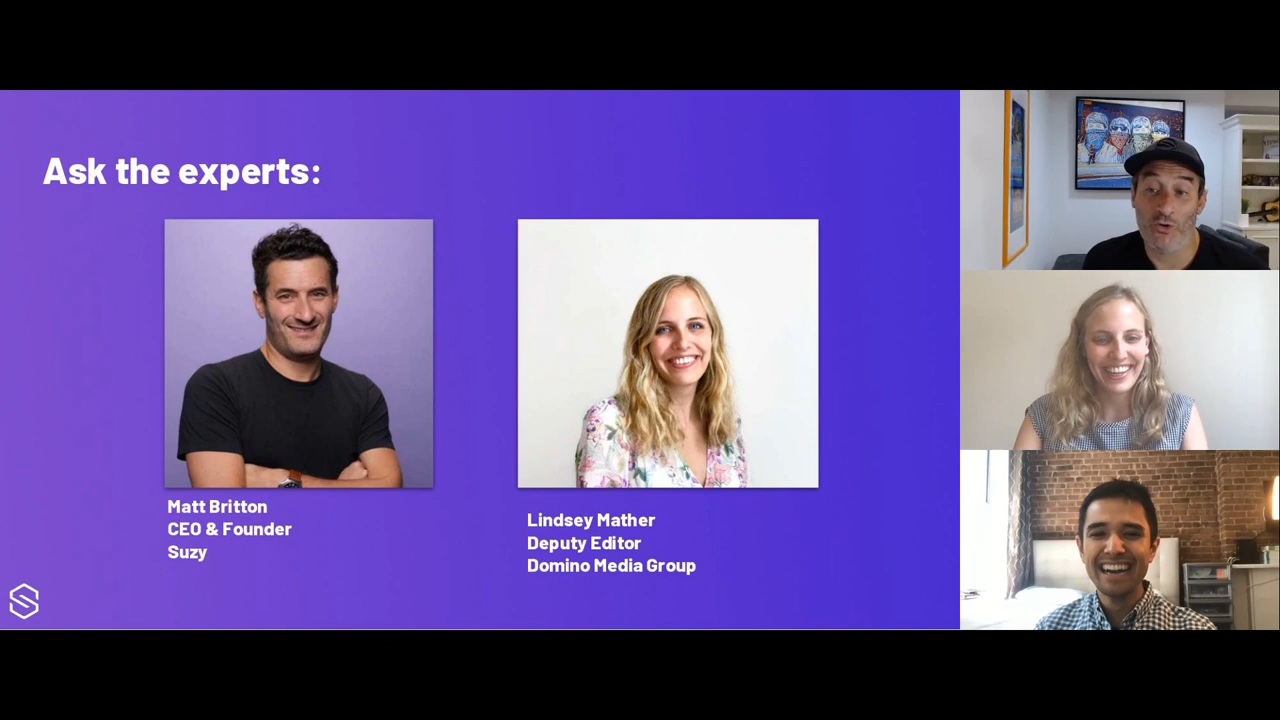 Ask the experts:
Matt Britton
CEO & Founder
Suzy
Lindsey Mather
Deputy Editor
Domino Media Group